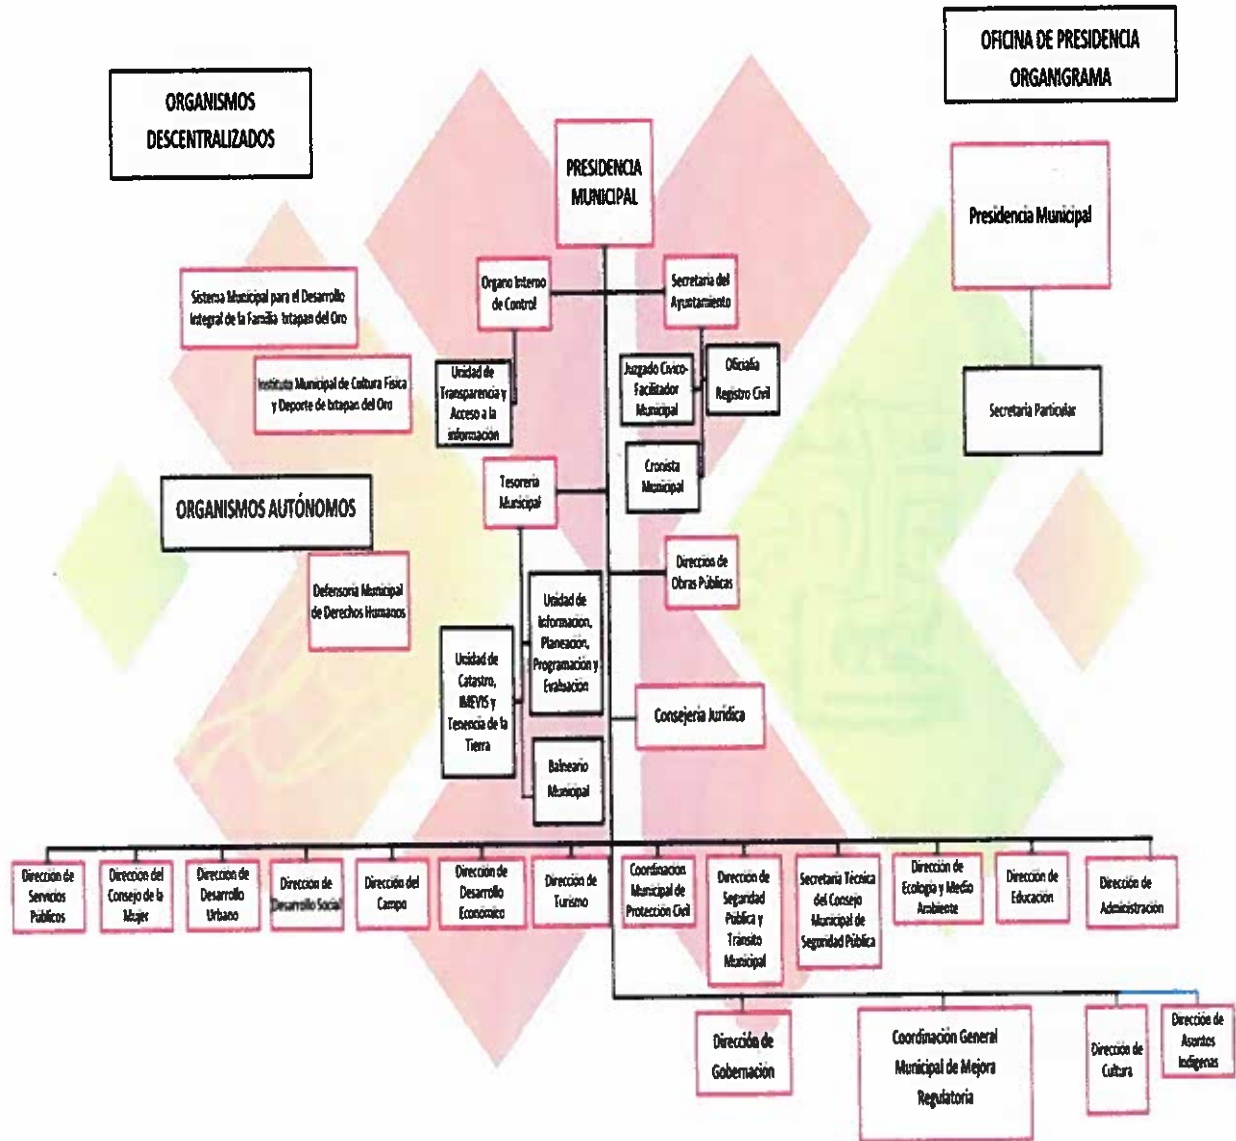 OFICINA DE PRESIDENCIA
ORGANIGRAMA
ORGANISMOS
DESCENTRALIZADOS
PRESIDENCIA
MUNICIPAL
Presidencia Municipal
Secretaria Particular
Sistema Municipal para el Desarrollo
Integral de la Familia Ixtapan del Oro
Instituto Municipal de Cultura Física
y Deporte de Ixtapan del Oro
Organo Interno
de Control
Secretaria del
Ayuntamiento
Unidad de
Transparencia y
Acceso a la
información
Juzgado Cívico-
Facilitador
Municipal
Oficialía
Registro Civil
Cronista
Municipal
Tesorería
Municipal
ORGANISMOS AUTÓNOMOS
Defensoría Municipal
de Derechos Humanos
Dirección de
Obras Públicas
Unidad de
Información,
Planeación,
Programación y
Evaluación
Unidad de
Catastro,
IMEVIS y
Tenencia de la
Tierra
Consejería Jurídica
Balneario
Municipal
Dirección de
Servicios
Públicos
Dirección del
Consejo de la
Mujer
Dirección de
Desarrollo
Urbano
Dirección de
Desarrollo Social
Dirección del
Campo
Dirección de
Desarrollo
Económico
Dirección de
Turismo
Coordinación
Municipal de
Protección Civil
Dirección de
Seguridad
Pública y
Tránsito
Municipal
Secretaría Técnica
del Consejo
Municipal de
Seguridad Pública
Dirección de
Ecología y Medio
Ambiente
Dirección de
Educación
Dirección de
Administración
Dirección de
Gobernación
Coordinación General
Municipal de Mejora
Regulatoria
Dirección de
Cultura
Dirección de
Asuntos
Indígenas